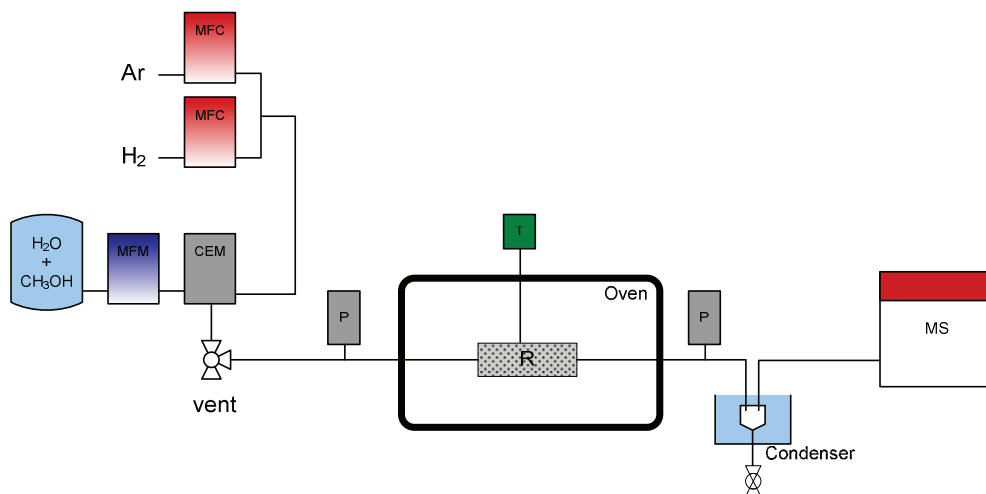 MFC
Ar
MFC
H₂
H₂O
+
CH₃OH
MFM
CEM
vent
P
T
Oven
R
P
MS
Condenser